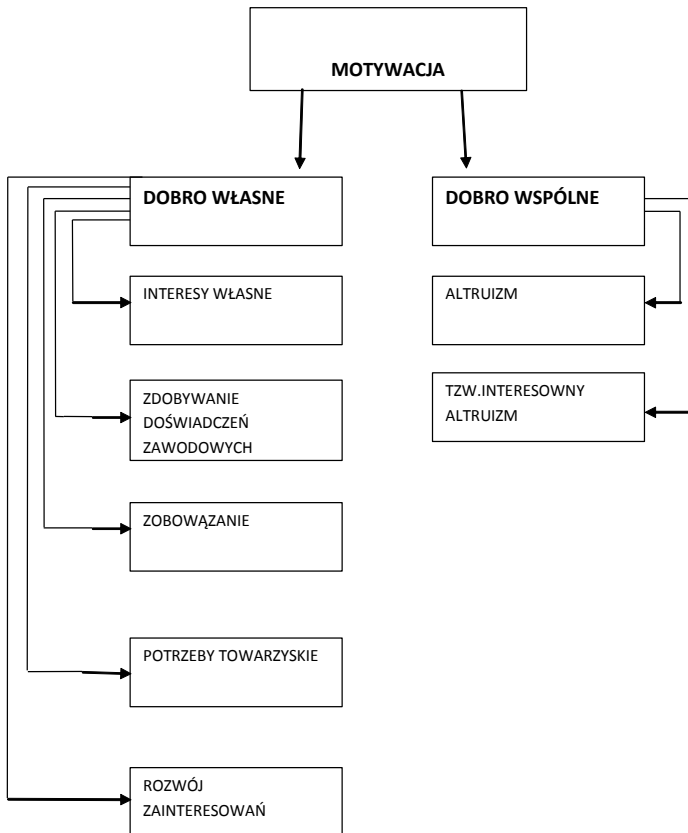 MOTYWACJA
DOBRO WŁASNE
INTERESY WŁASNE
ZDOBYWANIE
DOŚWIADCZEŃ
ZAWODOWYCH
ZOBOWĄZANIE
POTRZEBY TOWARZYSKIE
ROZWÓJ
ZAINTERESOWAŃ
DOBRO WSPÓLNE
ALTRUIZM
TZW.INTERESOWNY
ALTRUIZM